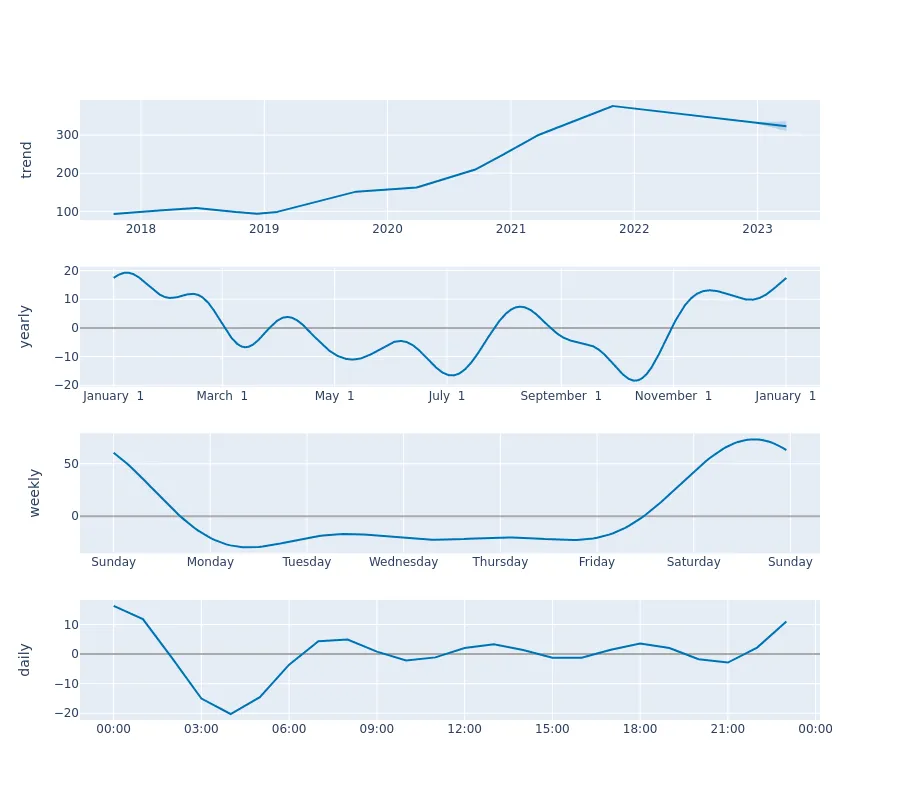 trend
300
200
100
2018 2019 2020 2021 2022 2023
yearly
20
10
0
−10
−20
January 1 March 1 May 1 July 1 September 1 November 1 January 1
weekly
50
0
Sunday Monday Tuesday Wednesday Thursday Friday Saturday Sunday
daily
10
0
−10
−20
00:00 03:00 06:00 09:00 12:00 15:00 18:00 21:00 00:00